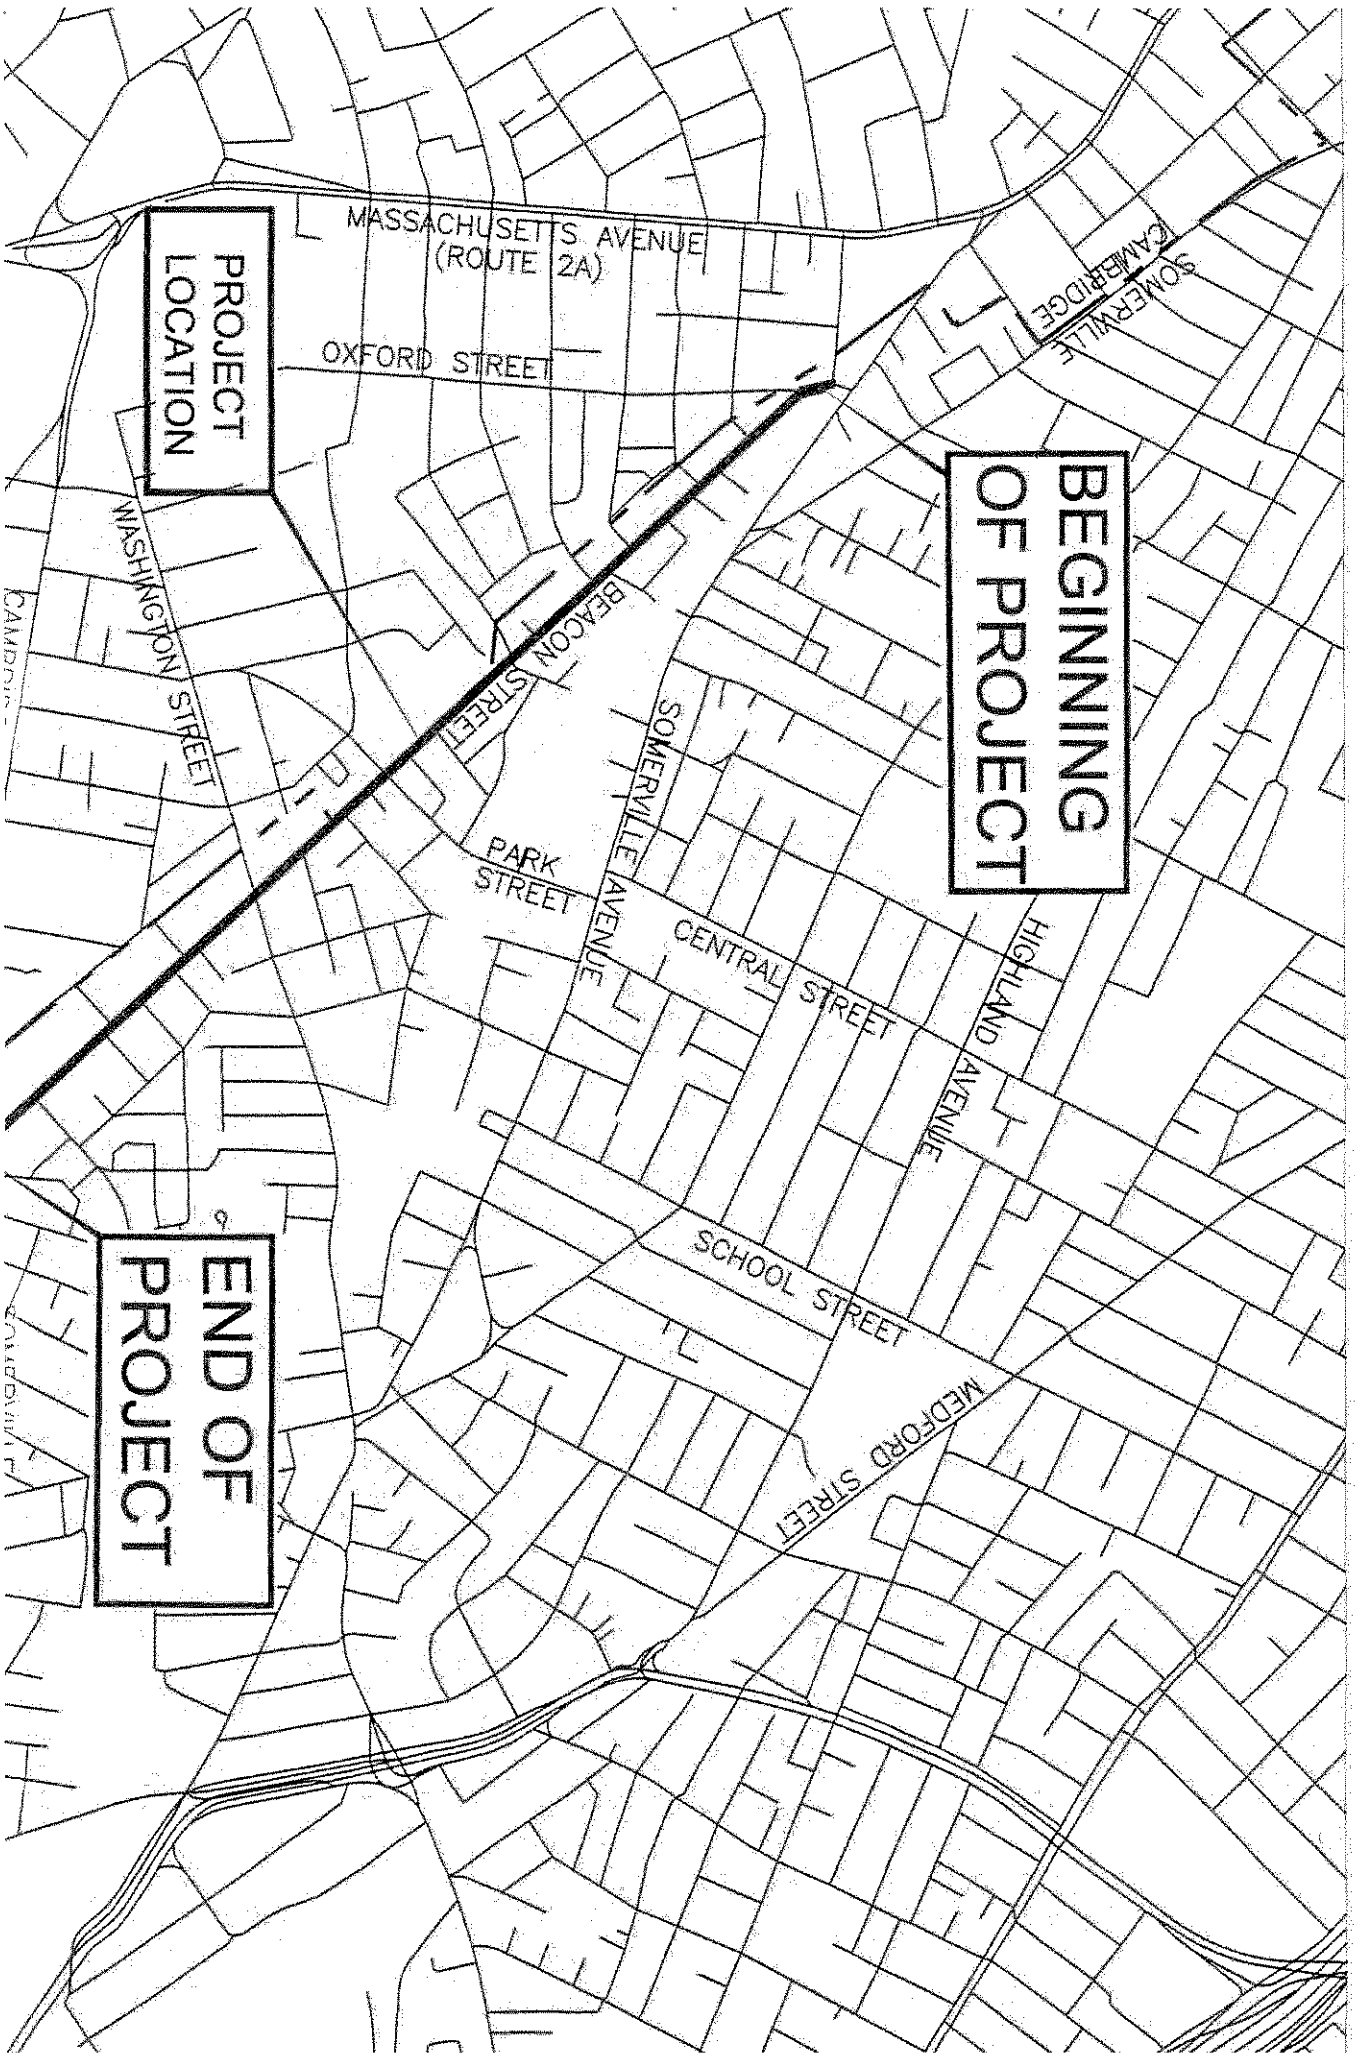 BEGINNING
OF PROJECT
CAMBRIDGE
SOMERVILLE
MASSACHUSETTS AVENUE
(ROUTE 2A)
OXFORD STREET
PROJECT
LOCATION
WASHINGTON STREET
BEACON STREET
PARK
STREET
SOMERVILLE AVENUE
CENTRAL STREET
HIGHLAND AVENUE
SCHOOL STREET
MEDFORD STREET
END OF
PROJECT